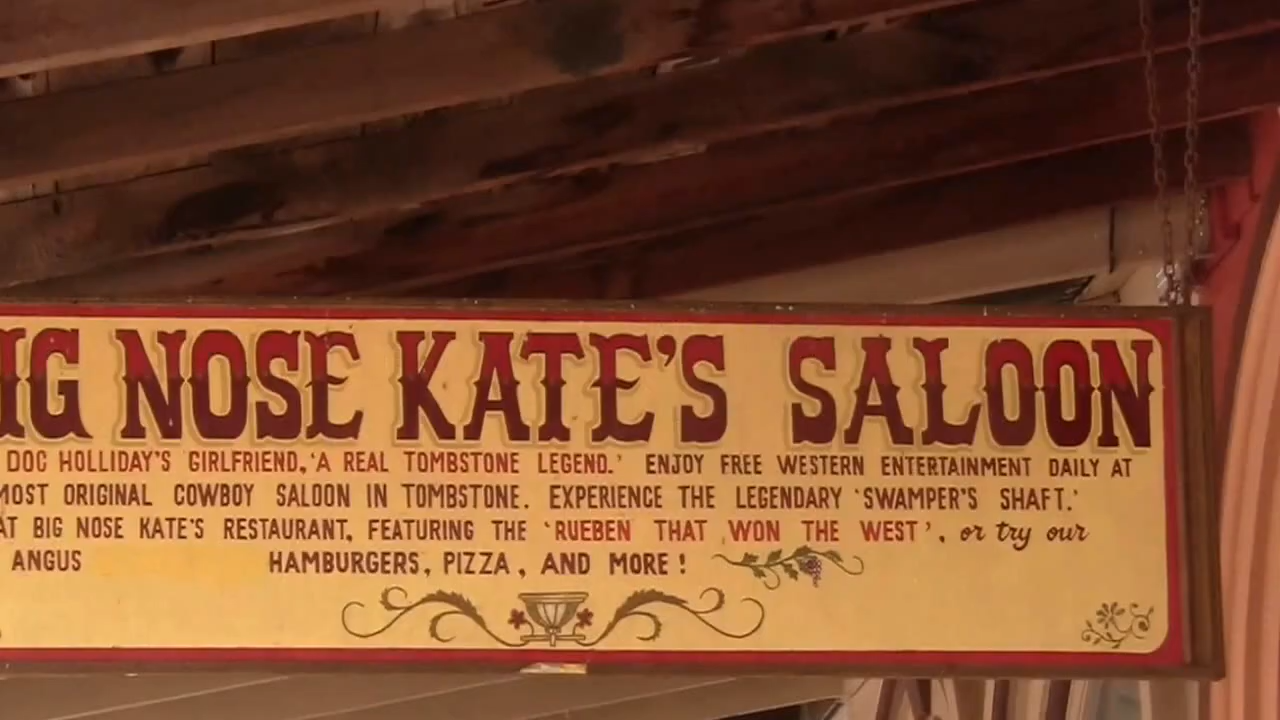 IG NOSE KATE'S SALOON
DOC HOLLIDAY'S GIRLFRIEND, 'A REAL TOMBSTONE LEGEND.' ENJOY FREE WESTERN ENTERTAINMENT DAILY AT
MOST ORIGINAL COWBOY SALOON IN TOMBSTONE. EXPERIENCE THE LEGENDARY 'SWAMPER'S SHAFT.'
AT BIG NOSE KATE'S RESTAURANT, FEATURING THE 'RUEBEN THAT WON THE WEST', or try our
ANGUS HAMBURGERS, PIZZA, AND MORE!